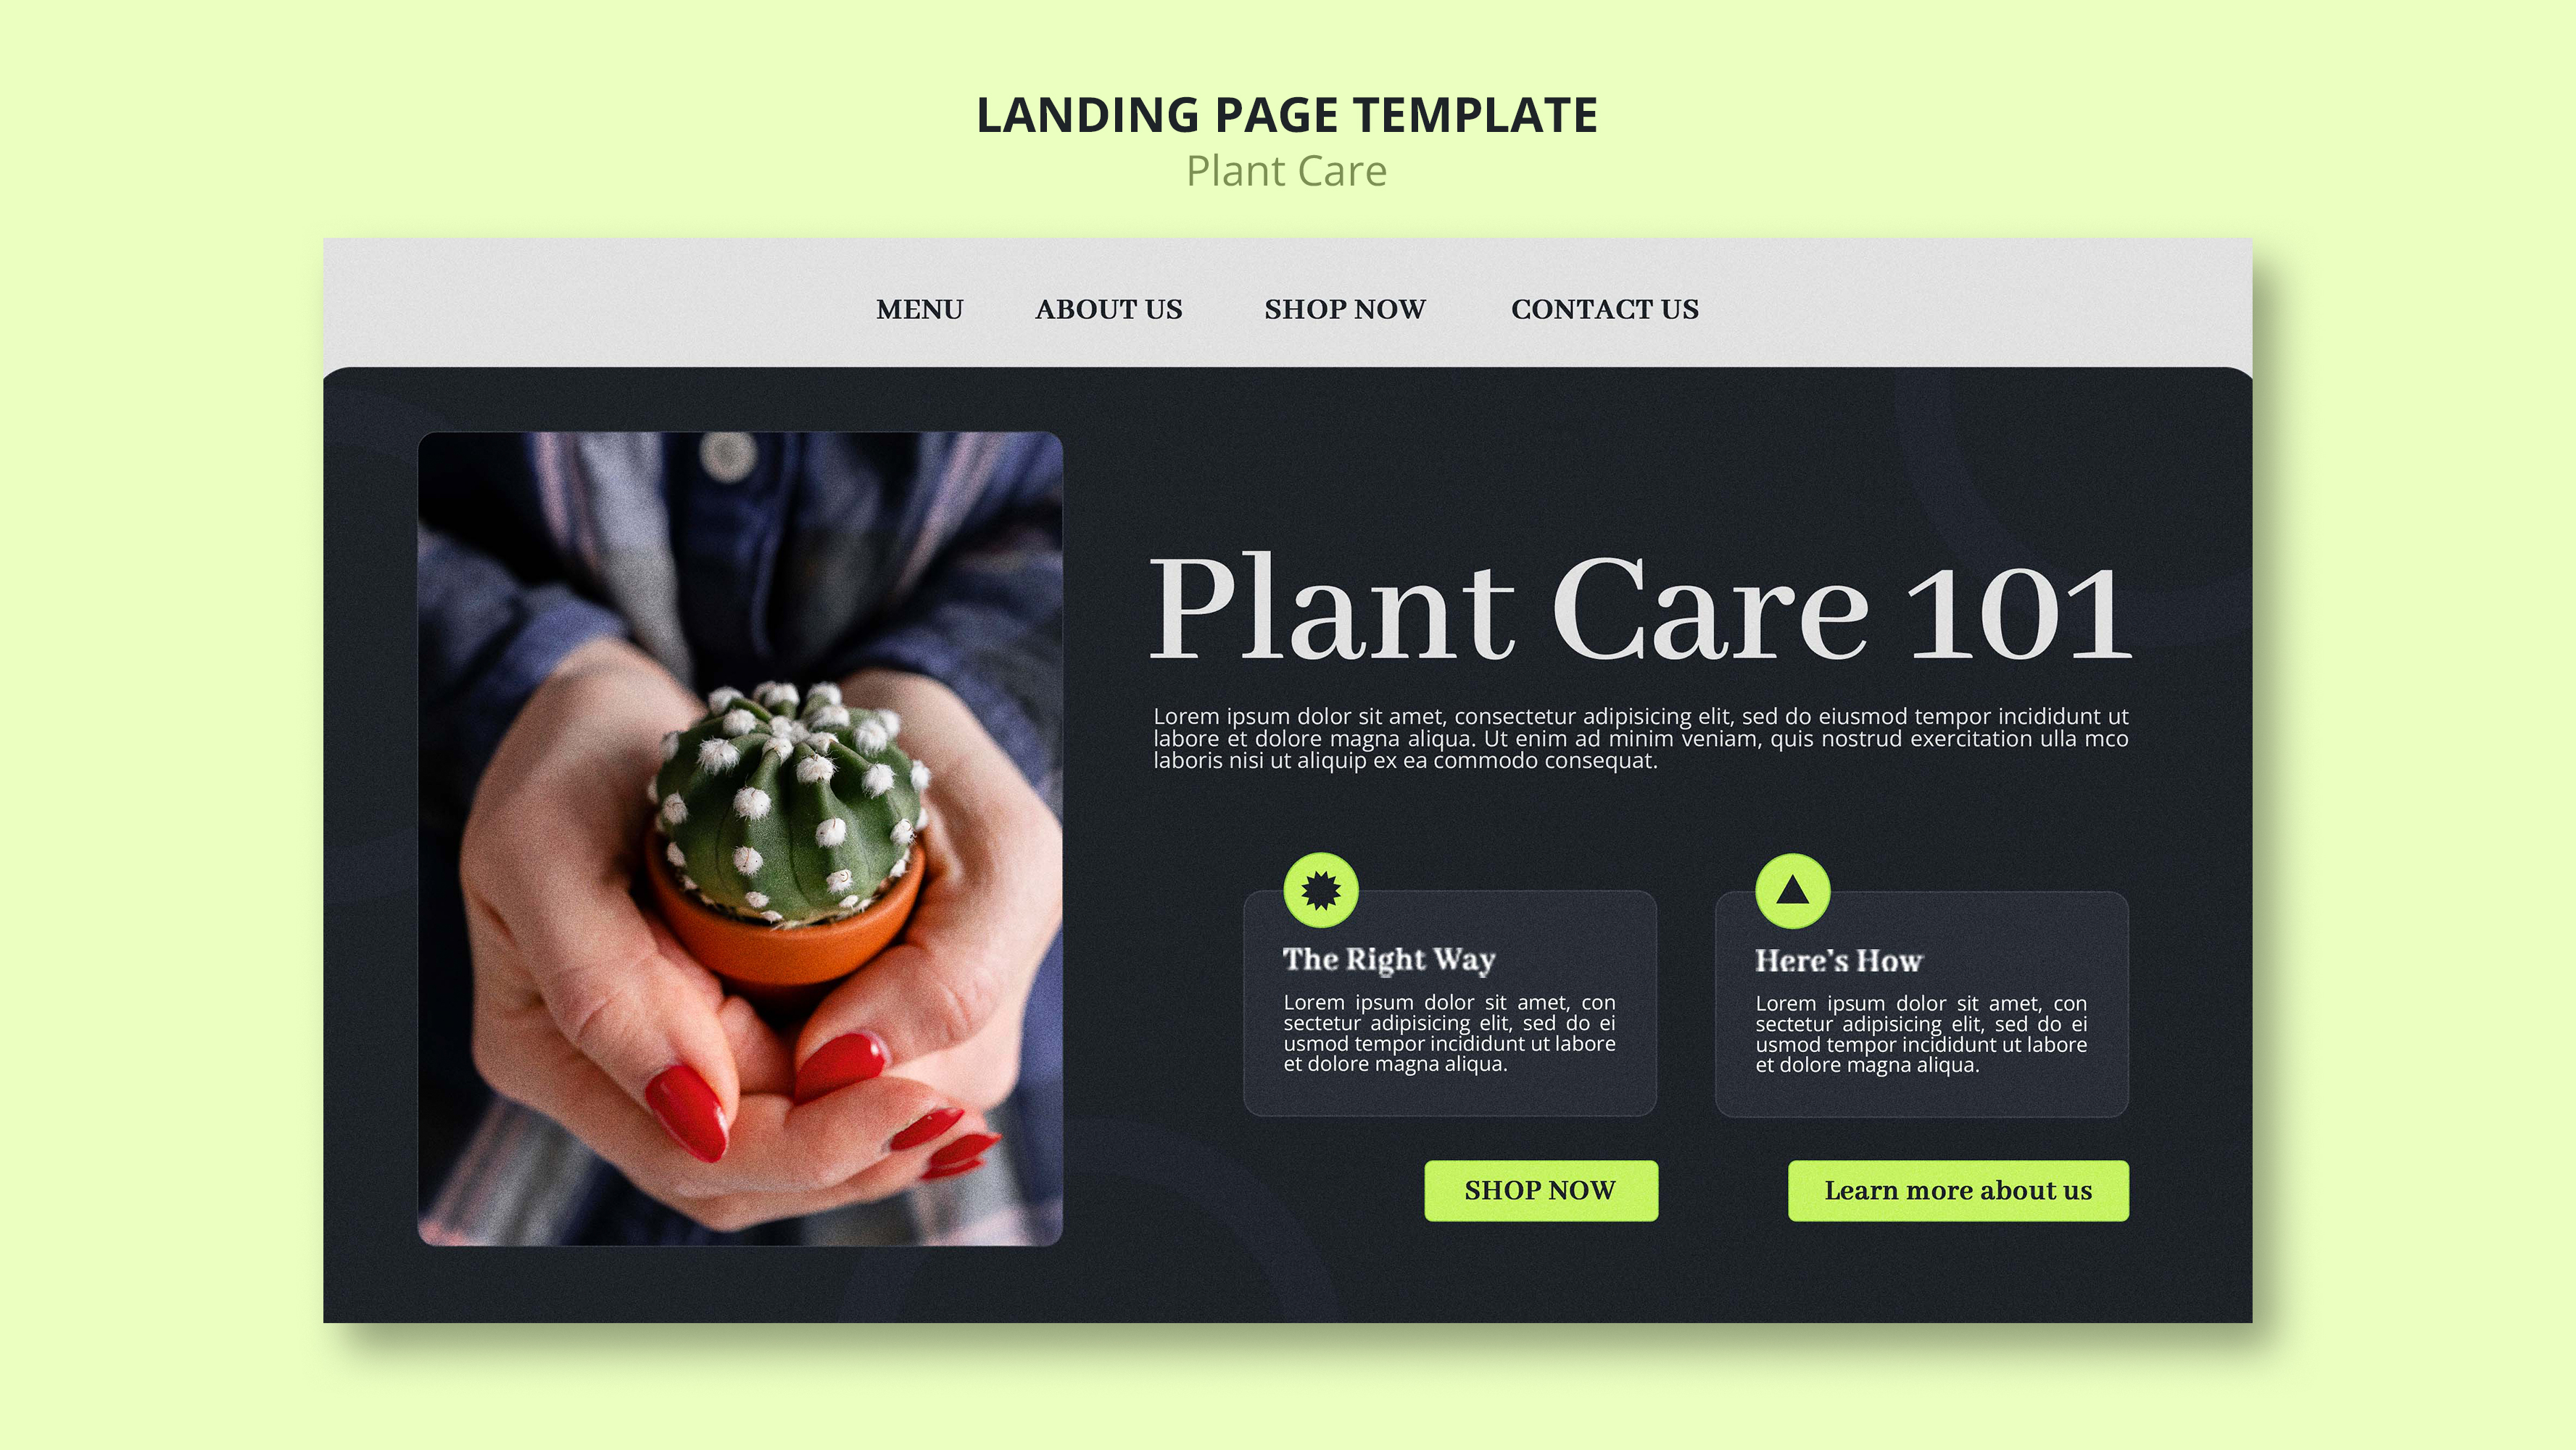 LANDING PAGE TEMPLATE
Plant Care
MENU ABOUT US SHOP NOW CONTACT US
Plant Care 101
Lorem ipsum dolor sit amet, consectetur adipisicing elit, sed do eiusmod tempor incididunt ut
labore et dolore magna aliqua. Ut enim ad minim veniam, quis nostrud exercitation ulla mco
laboris nisi ut aliquip ex ea commodo consequat.
The Right Way
Lorem ipsum dolor sit amet, con
sectetur adipisicing elit, sed do ei
usmod tempor incididunt ut labore
et dolore magna aliqua.
Here's How
Lorem ipsum dolor sit amet, con
sectetur adipisicing elit, sed do ei
usmod tempor incididunt ut labore
et dolore magna aliqua.
SHOP NOW
Learn more about us